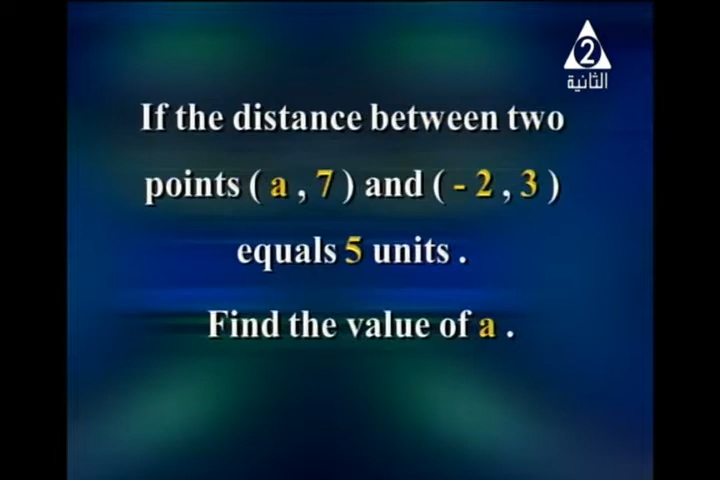 2
الثانية
If the distance between two
points ( a , 7 ) and ( - 2 , 3 )
equals 5 units .
Find the value of a .